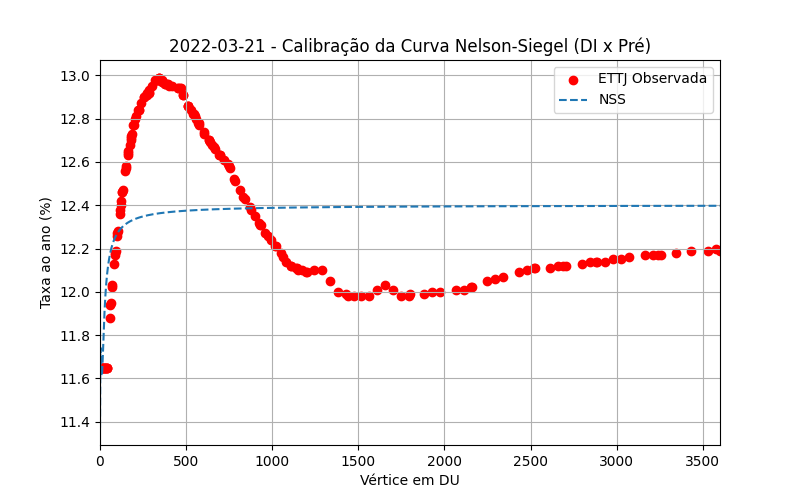 2022-03-21 - Calibração da Curva Nelson-Siegel (DI x Pré)
13.0
12.8
12.6
12.4
12.2
12.0
11.8
11.6
11.4
Taxa ao ano (%)
ETTJ Observada
NSS
0 500 1000 1500 2000 2500 3000 3500
Vértice em DU